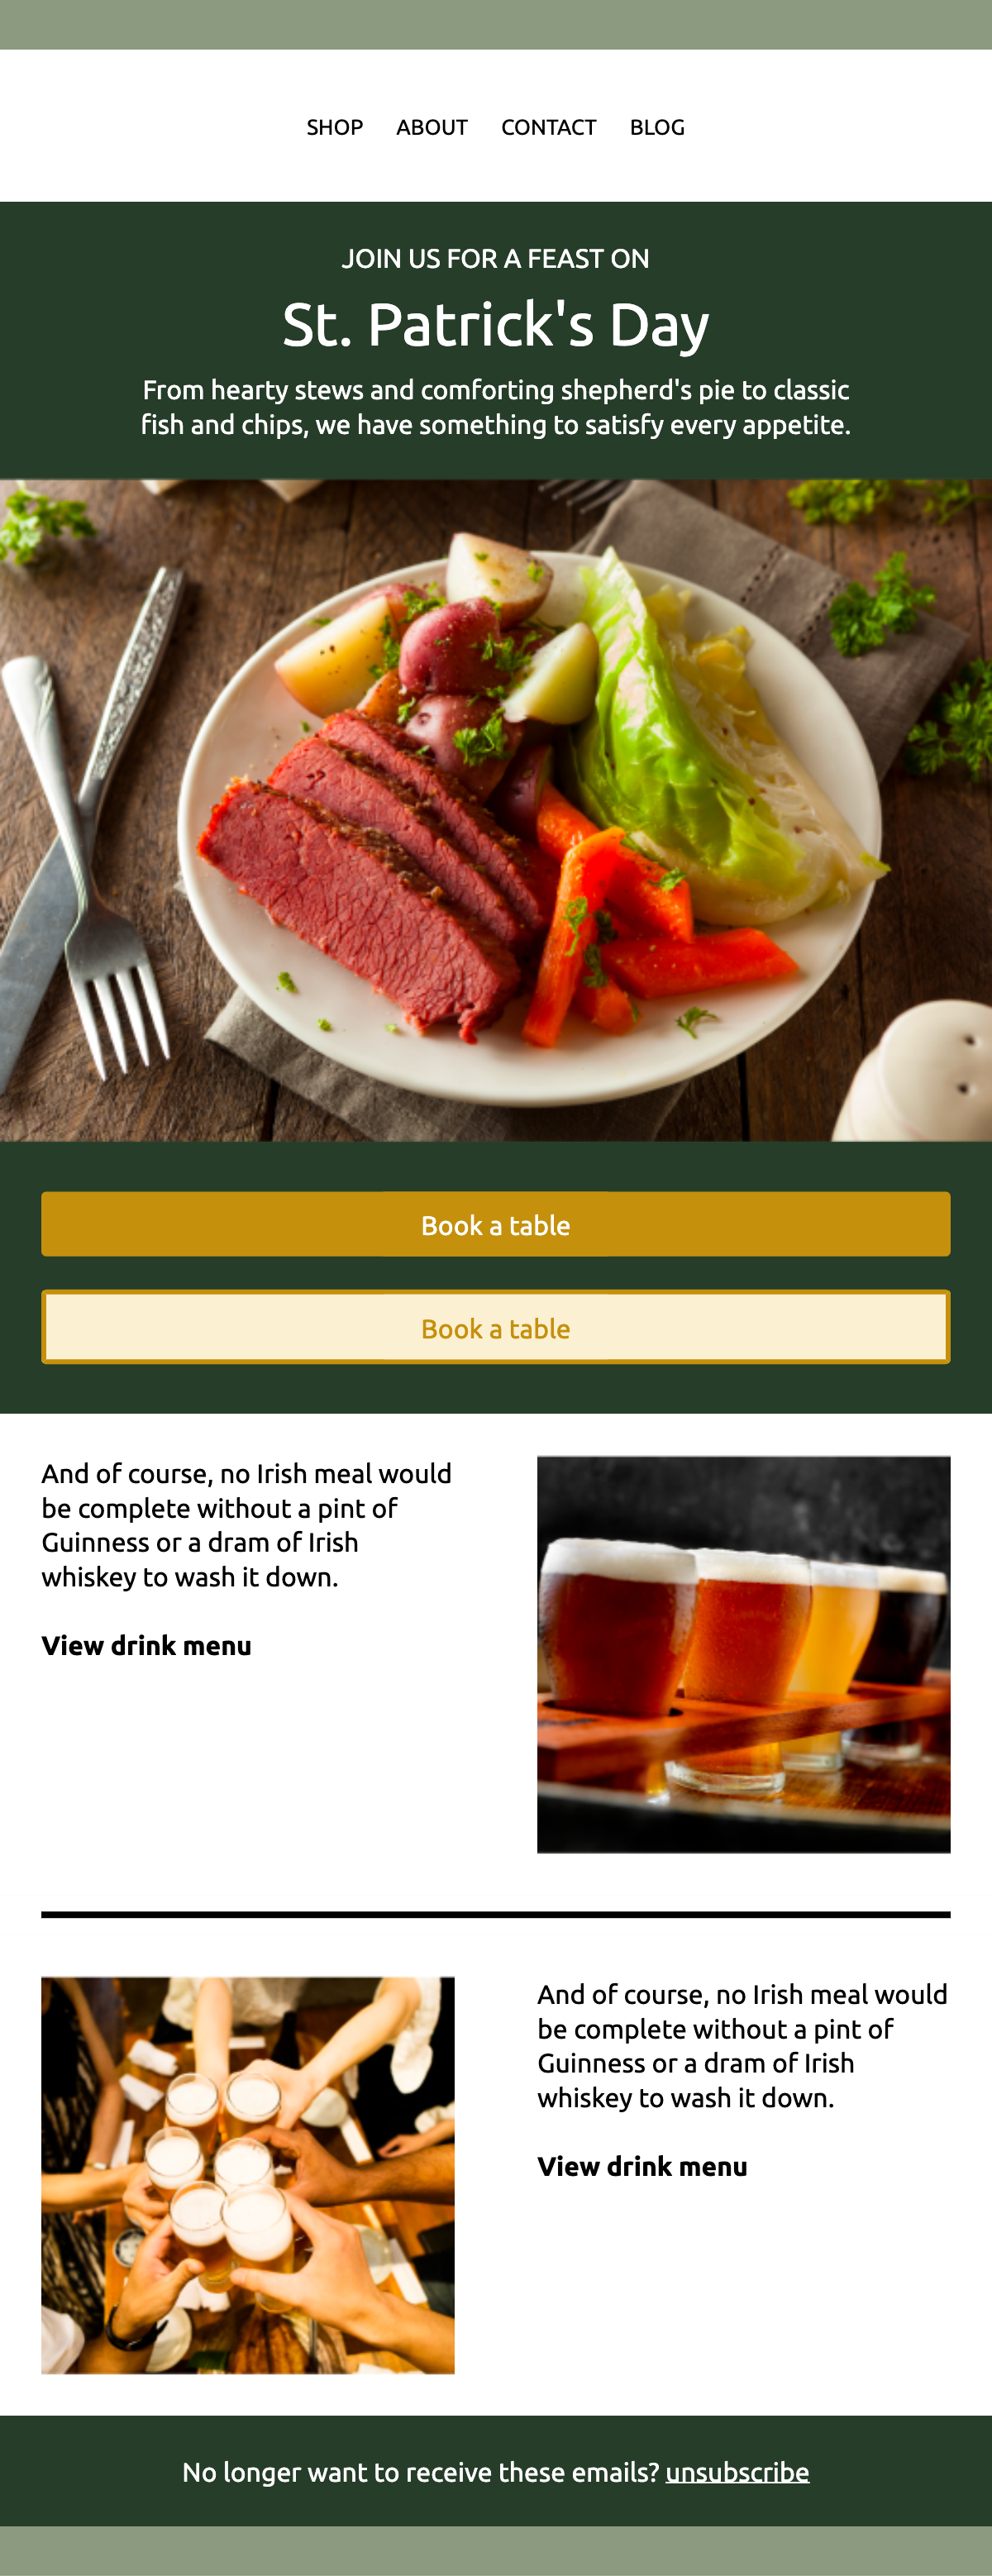 SHOP ABOUT CONTACT BLOG
JOIN US FOR A FEAST ON
St. Patrick's Day
From hearty stews and comforting shepherd's pie to classic
fish and chips, we have something to satisfy every appetite.
Book a table
Book a table
And of course, no Irish meal would
be complete without a pint of
Guinness or a dram of Irish
whiskey to wash it down.
View drink menu
And of course, no Irish meal would
be complete without a pint of
Guinness or a dram of Irish
whiskey to wash it down.
View drink menu
No longer want to receive these emails? unsubscribe